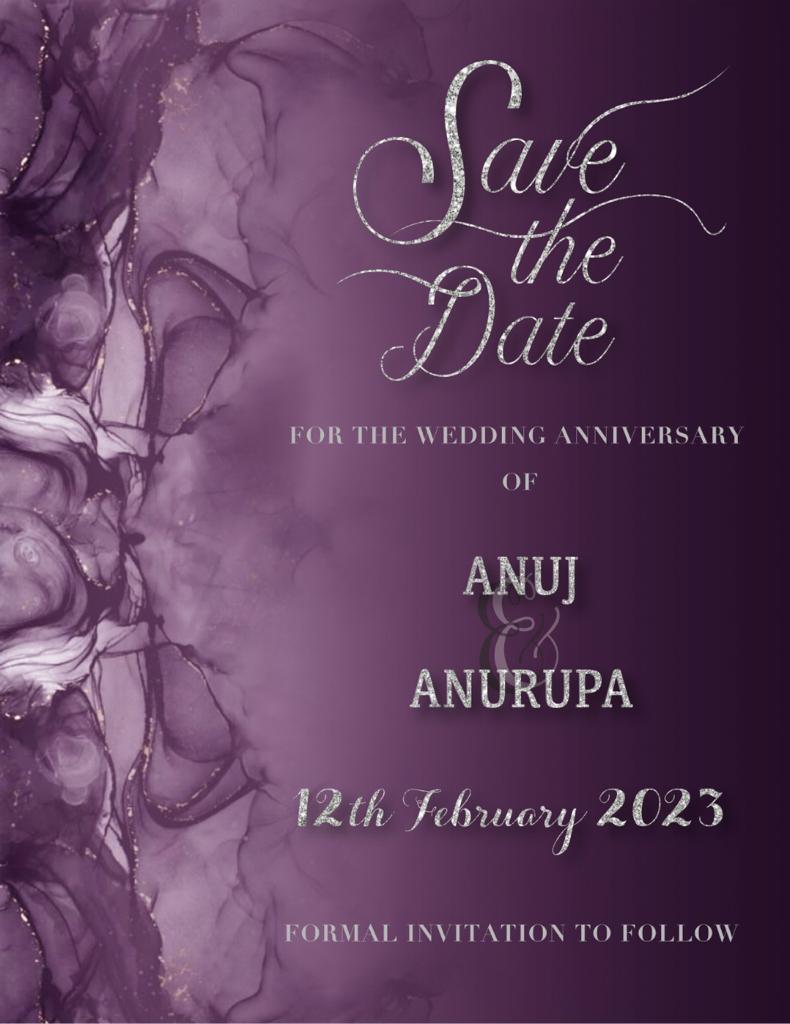 Save
the
Date
FOR THE WEDDING ANNIVERSARY
OF
ANUJ
&
ANURUPA
12th February 2023
FORMAL INVITATION TO FOLLOW